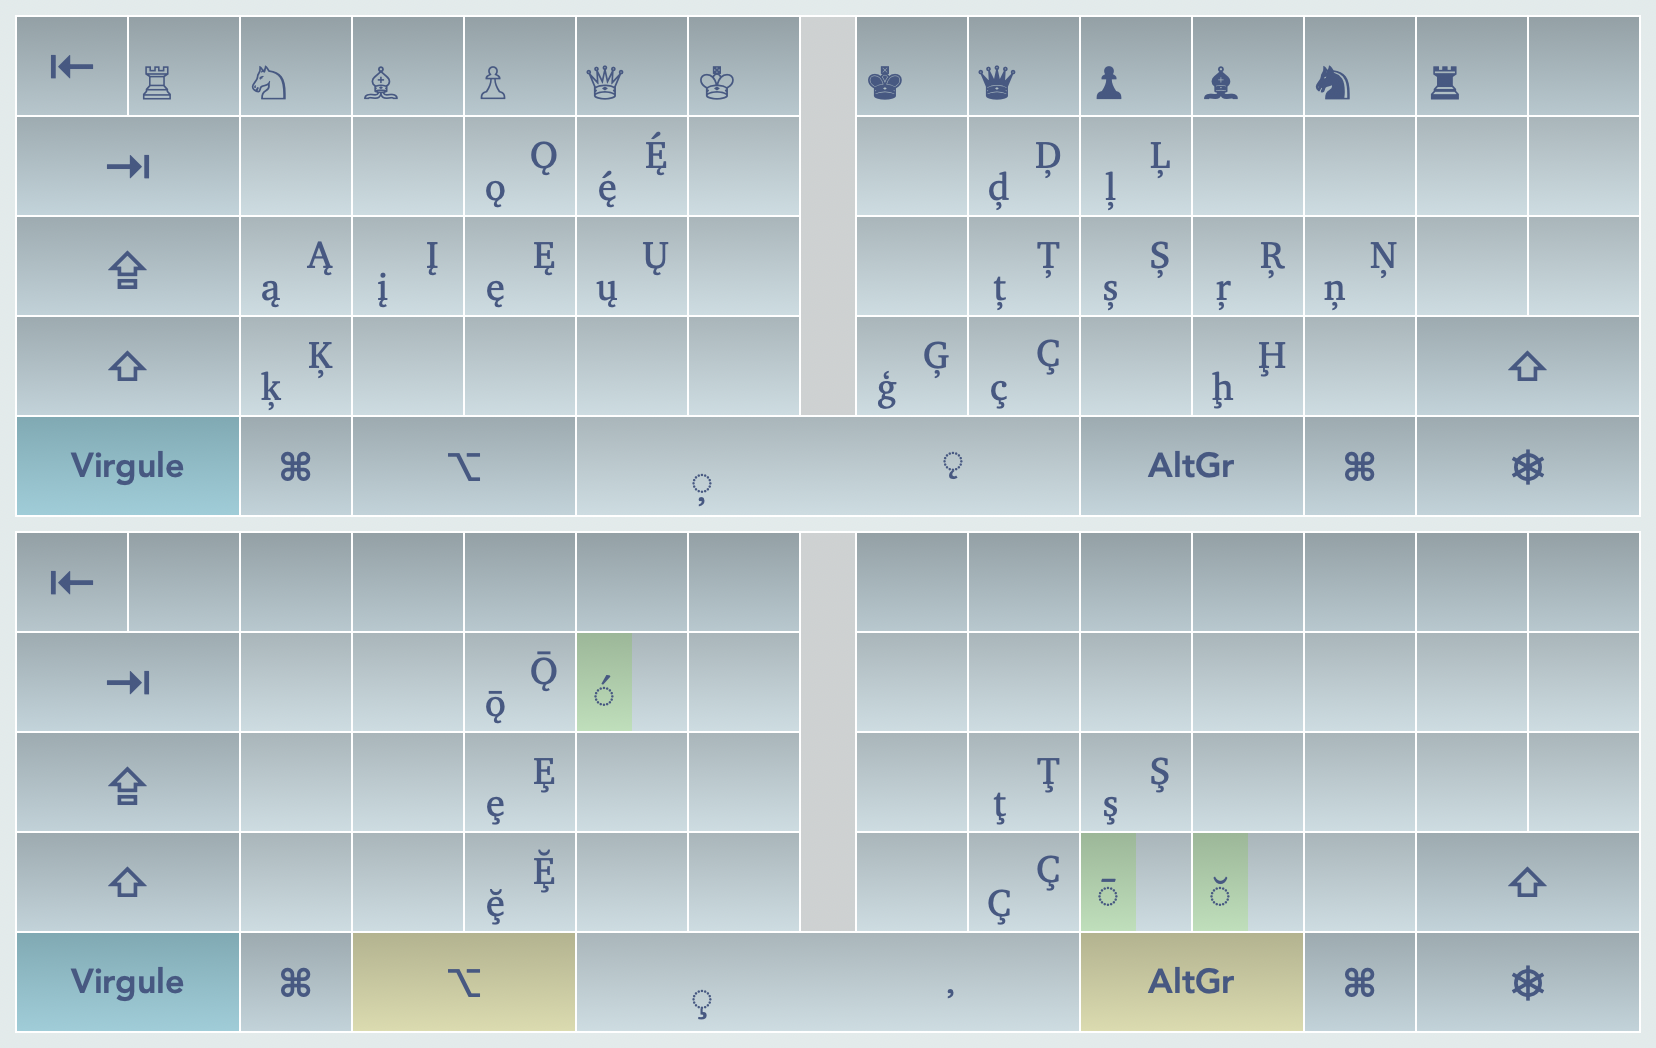 ⇤ ♖ ♘ ♗ ♙ ♕ ♔ ♚ ♛ ♟ ♝ ♞ ♜
⇥ ǫ Ǫ ę́ Ę́ ḑ Ḑ ļ Ļ
ą Ą į Į ę Ę ų Ų ț Ț ș Ș ŗ Ŗ ņ Ņ
⇧ ķ Ķ ģ Ģ ç Ç ḩ Ḩ ⇧
Virgule ⌘ ⌥ ◌̦ ◌̨ AltGr ⌘ ⎈
⇤
⇥ ǭ Ǭ ◌́
ȩ Ȩ ţ Ţ ş Ş
⇧ ḝ Ḝ Ç Ç ◌̄ ◌̆ ⇧
Virgule ⌘ ⌥ ◌̧ , AltGr ⌘ ⎈